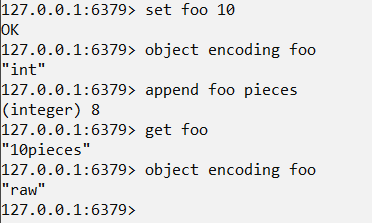 127.0.0.1:6379> set foo 10
OK
127.0.0.1:6379> object encoding foo
"int"
127.0.0.1:6379> append foo pieces
(integer) 8
127.0.0.1:6379> get foo
"10pieces"
127.0.0.1:6379> object encoding foo
"raw"
127.0.0.1:6379>